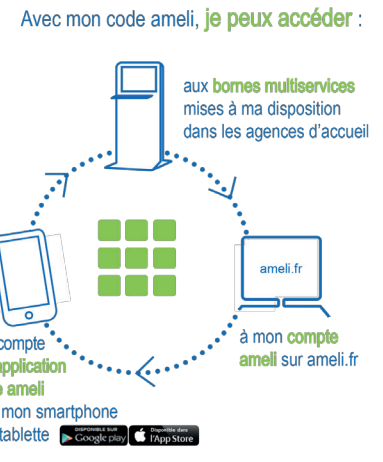 Avec mon code ameli, je peux accéder :
aux bornes multiservices
mises à ma disposition
dans les agences d'accueil
ameli.fr
à mon compte
ameli sur ameli.fr
compte
application
ameli
mon smartphone
tablette
DISPONIBLE SUR
Google play
Disponible dans
l'App Store